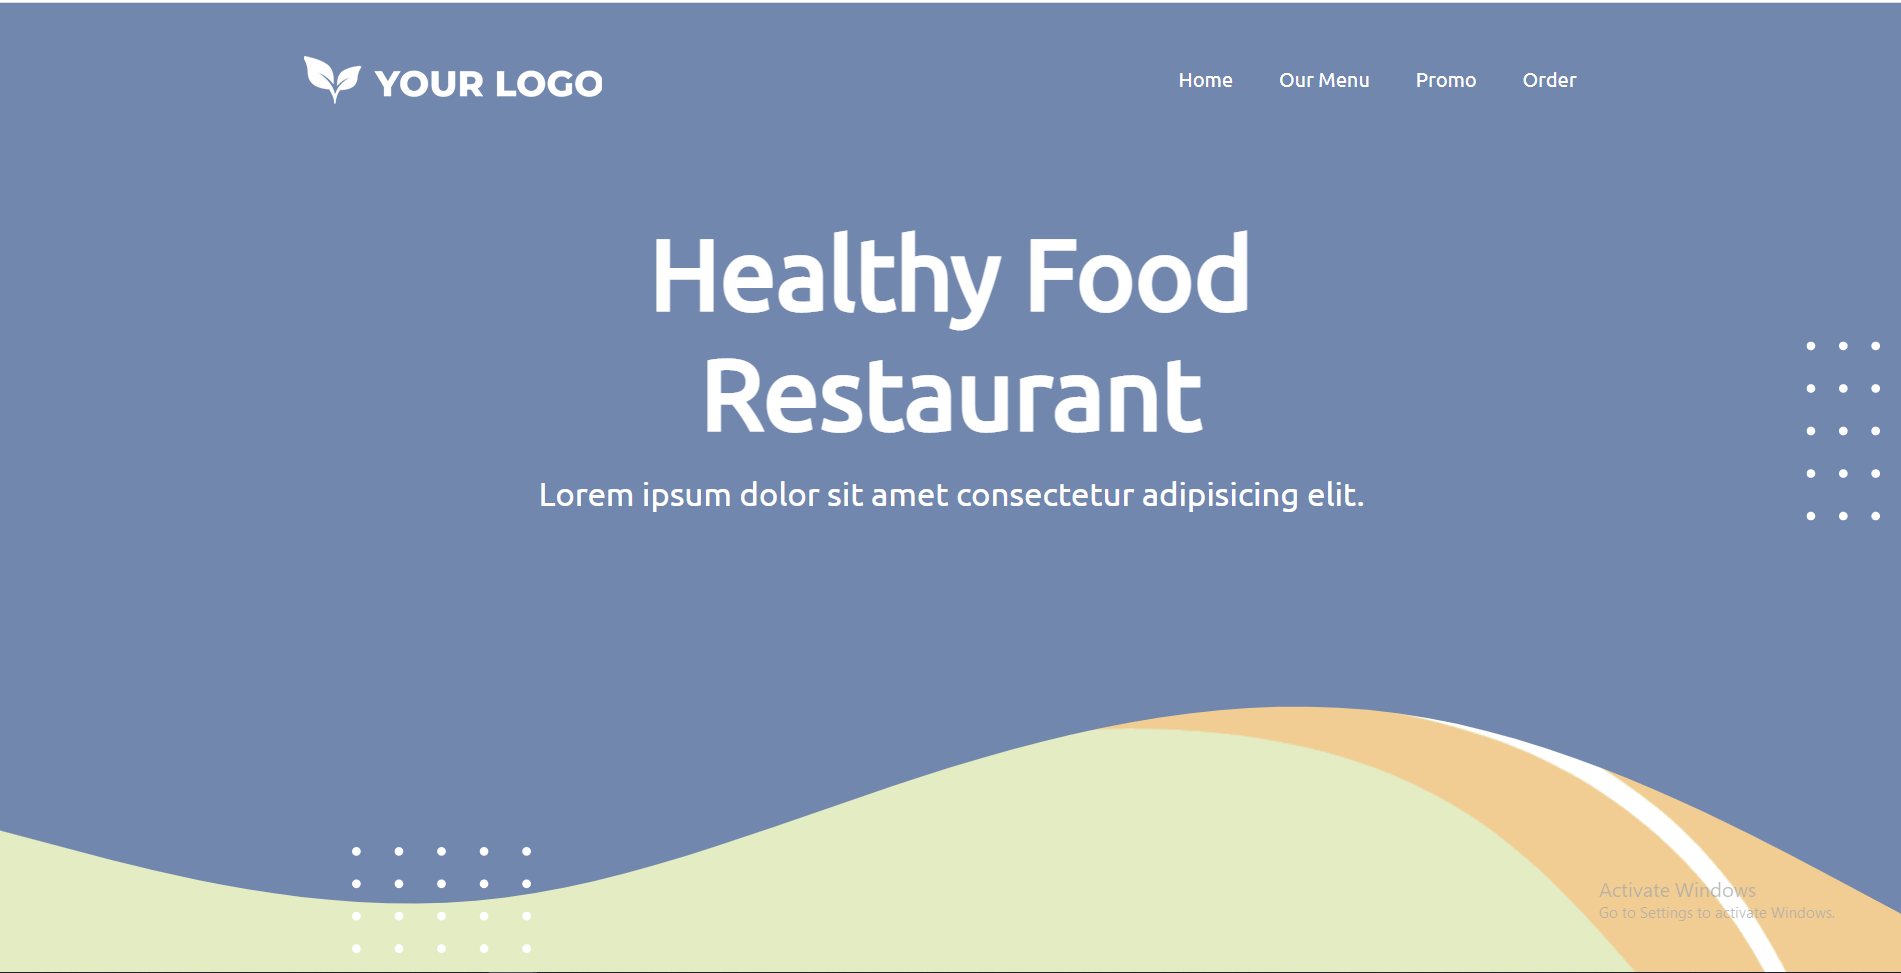 YOUR LOGO
Home Our Menu Promo Order
Healthy Food
Restaurant
Lorem ipsum dolor sit amet consectetur adipisicing elit.
Activate Windows
Go to Settings to activate Windows.